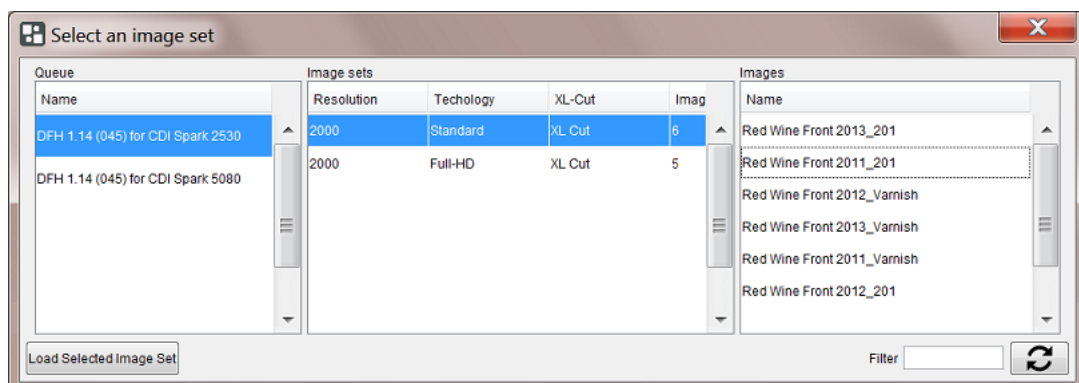 Select an image set
Queue
Image sets
Images
Name
Resolution Techology XL-Cut Imag
Name
DFH 1.14 (045) for CDI Spark 2530
2000 Standard XL Cut 6
Red Wine Front 2013_201
DFH 1.14 (045) for CDI Spark 5080
2000 Full-HD XL Cut 5
Red Wine Front 2011_201
Red Wine Front 2012_Varnish
Red Wine Front 2013_Varnish
Red Wine Front 2011_Varnish
Red Wine Front 2012_201
Load Selected Image Set
Filter